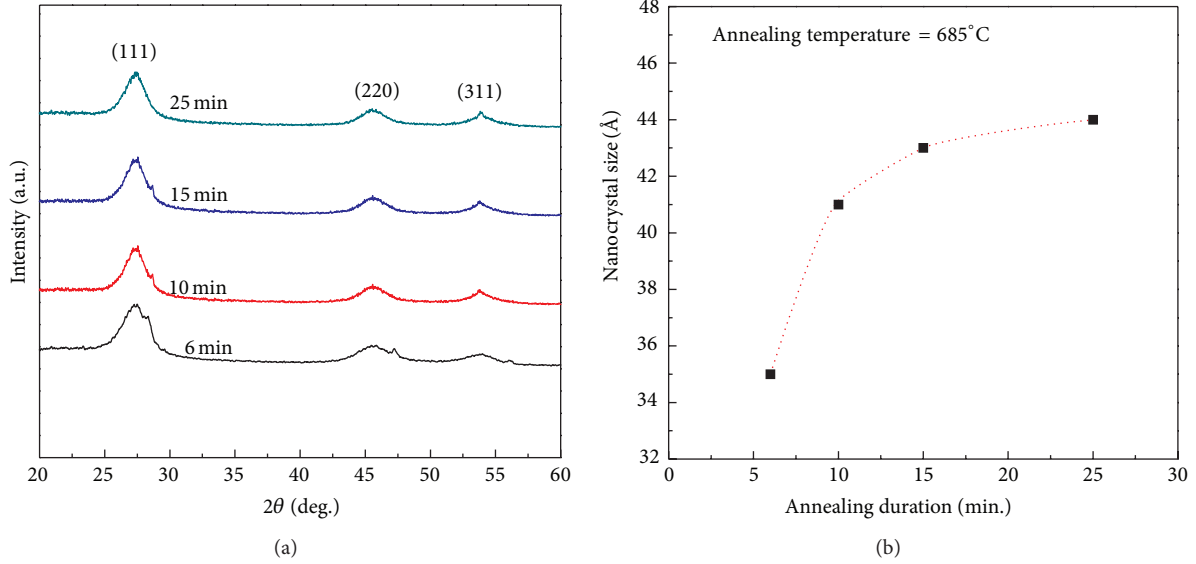 (111)
(220)
(311)
25 min
15 min
10 min
6 min
Intensity (a.u.)
20 25 30 35 40 45 50 55 60
2θ (deg.)
(a)
Annealing temperature = 685°C
48
46
44
42
40
38
36
34
32
Nanocrystal size (Å)
0 5 10 15 20 25 30
Annealing duration (min.)
(b)